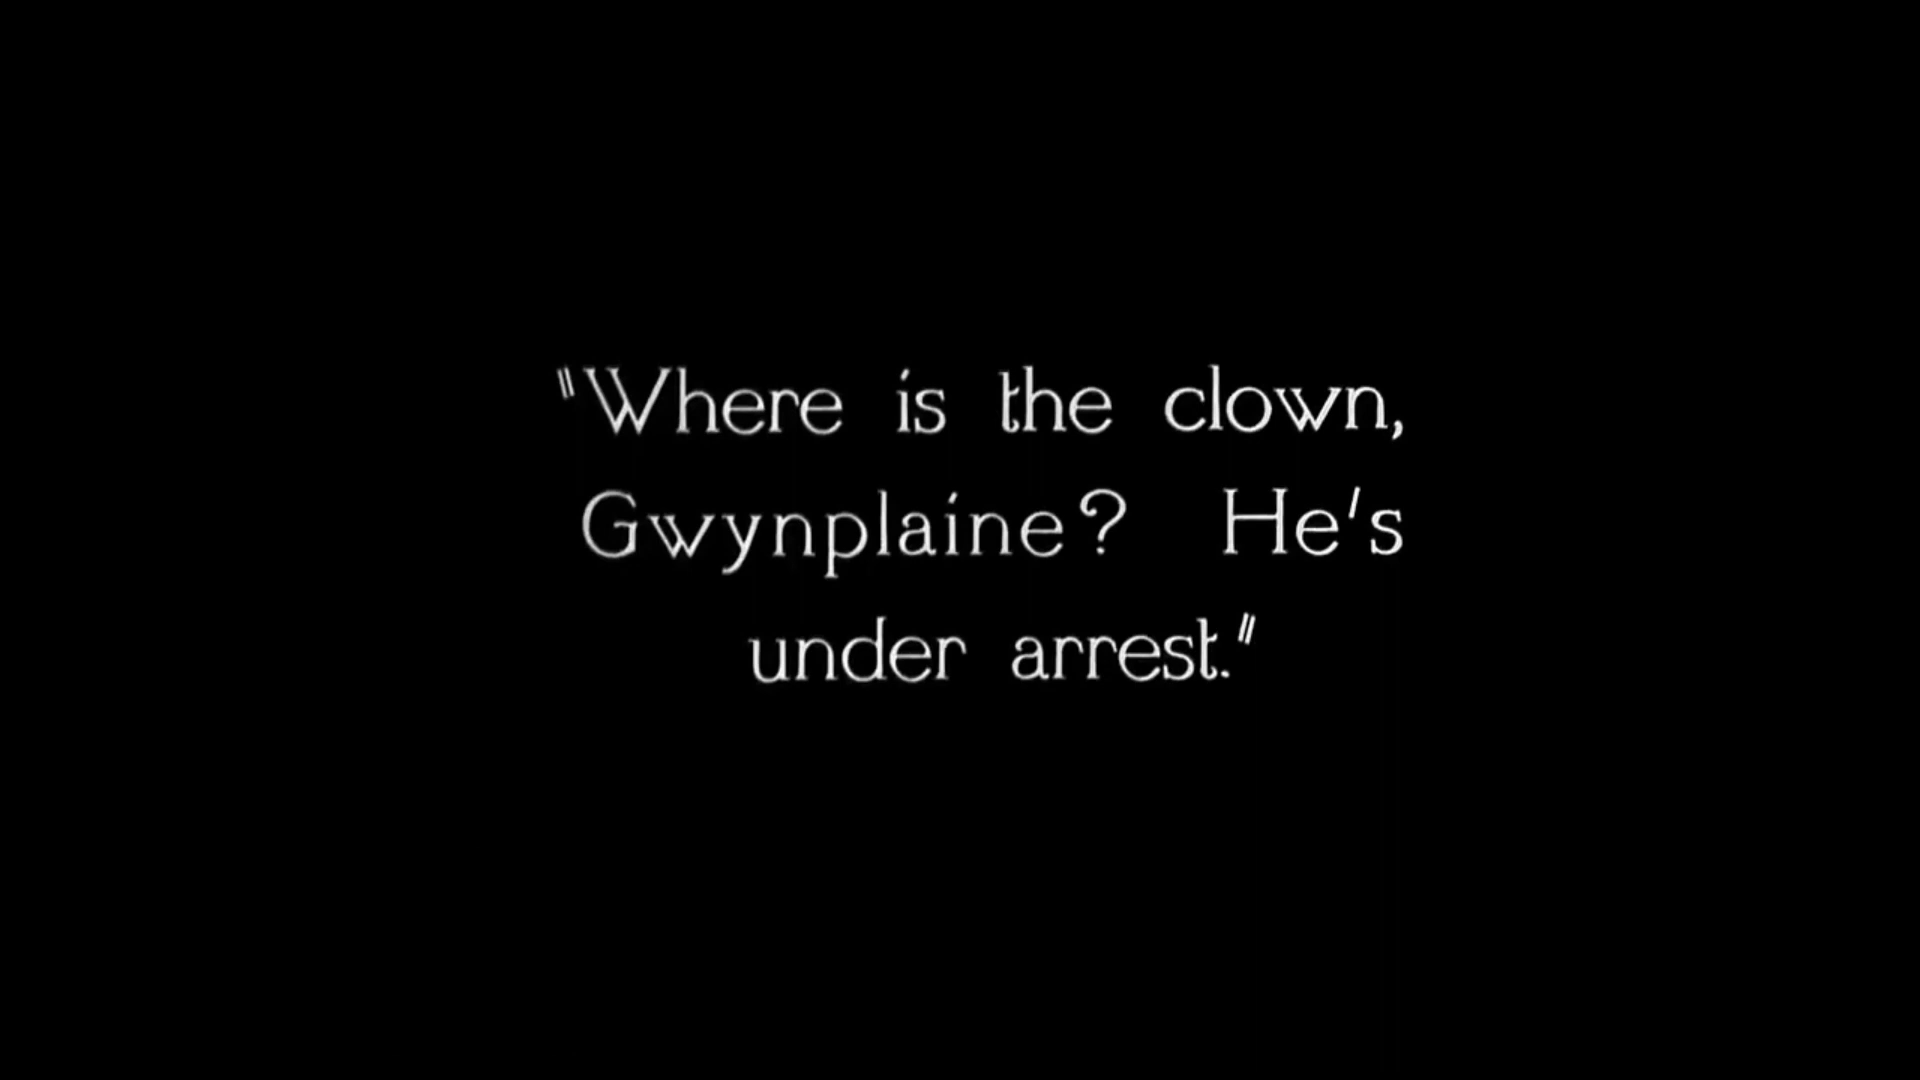 "Where is the clown,
Gwynplaine? He's
under arrest."